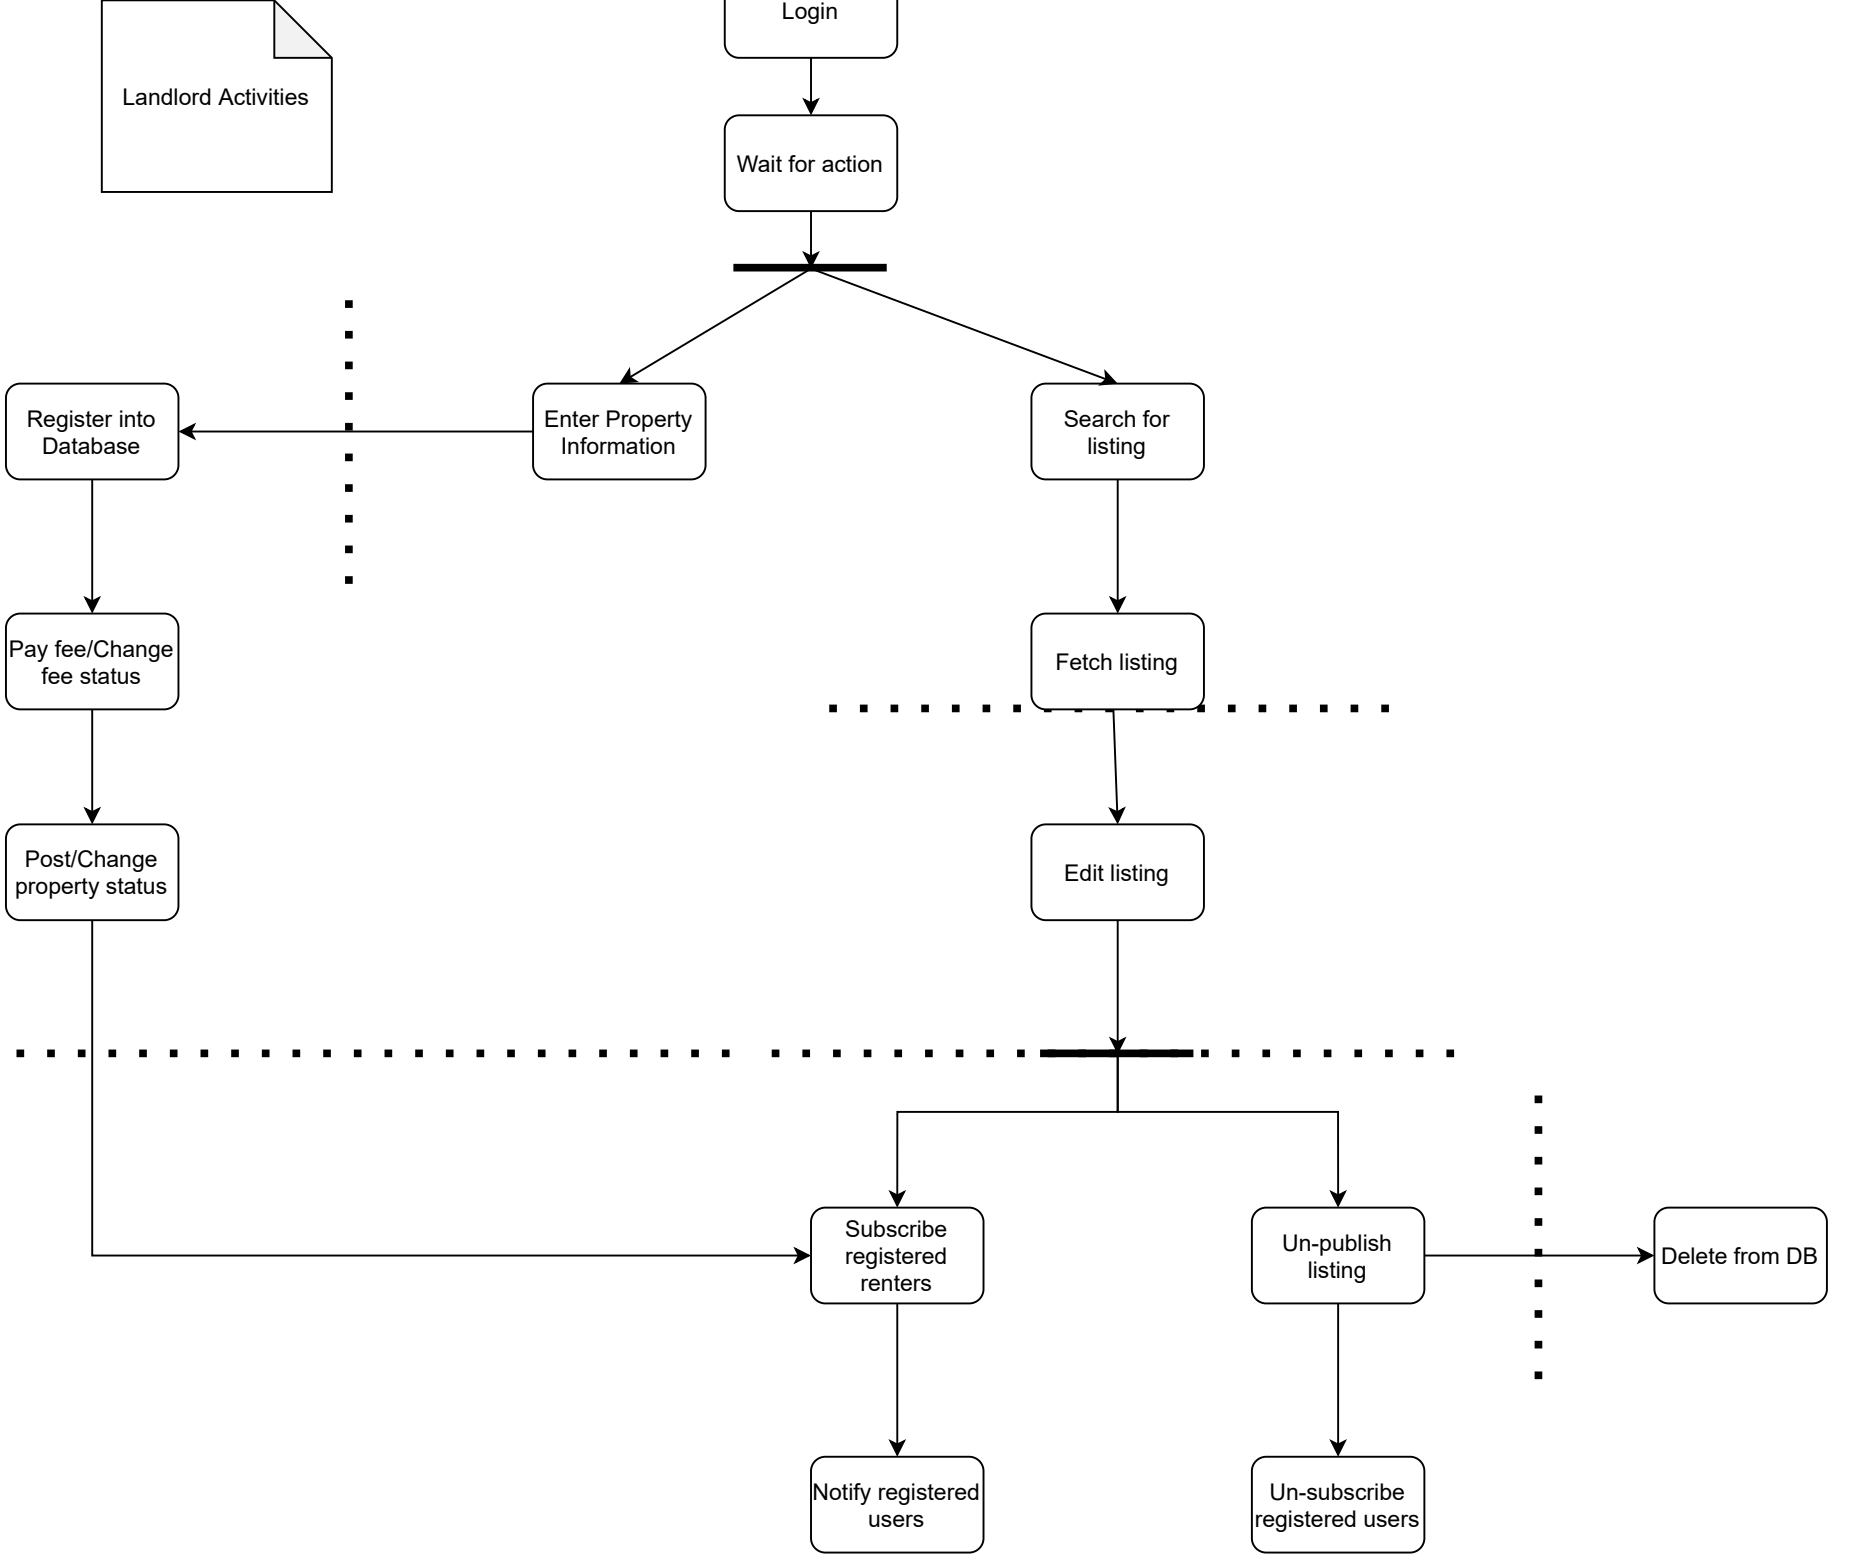 Login
Landlord Activities
Wait for action
Register into
Database
Enter Property
Information
Search for
listing
Pay fee/Change
fee status
Fetch listing
Post/Change
property status
Edit listing
Subscribe
registered
renters
Un-publish
listing
Delete from DB
Notify registered
users
Un-subscribe
registered users